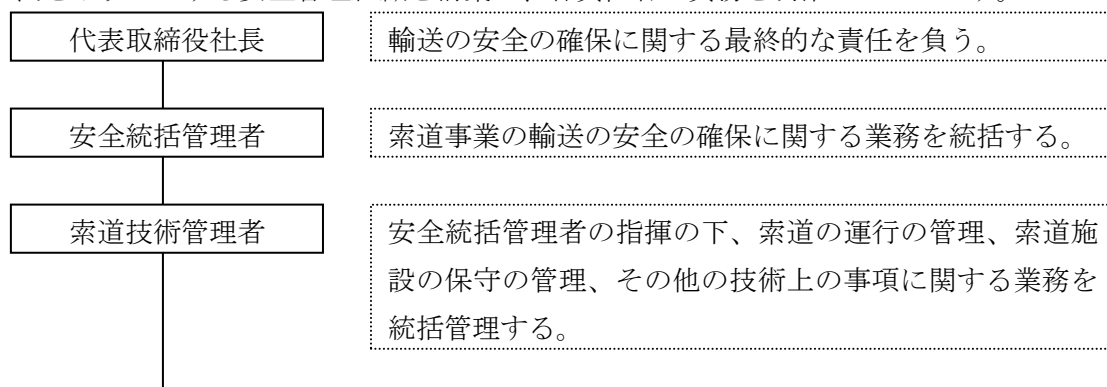 代表取締役社長
輸送の安全の確保に関する最終的な責任を負う。
安全統括管理者
索道事業の輸送の安全の確保に関する業務を統括する。
索道技術管理者
安全統括管理者の指揮の下、索道の運行の管理、索道施
設の保守の管理、その他の技術上の事項に関する業務を
統括管理する。